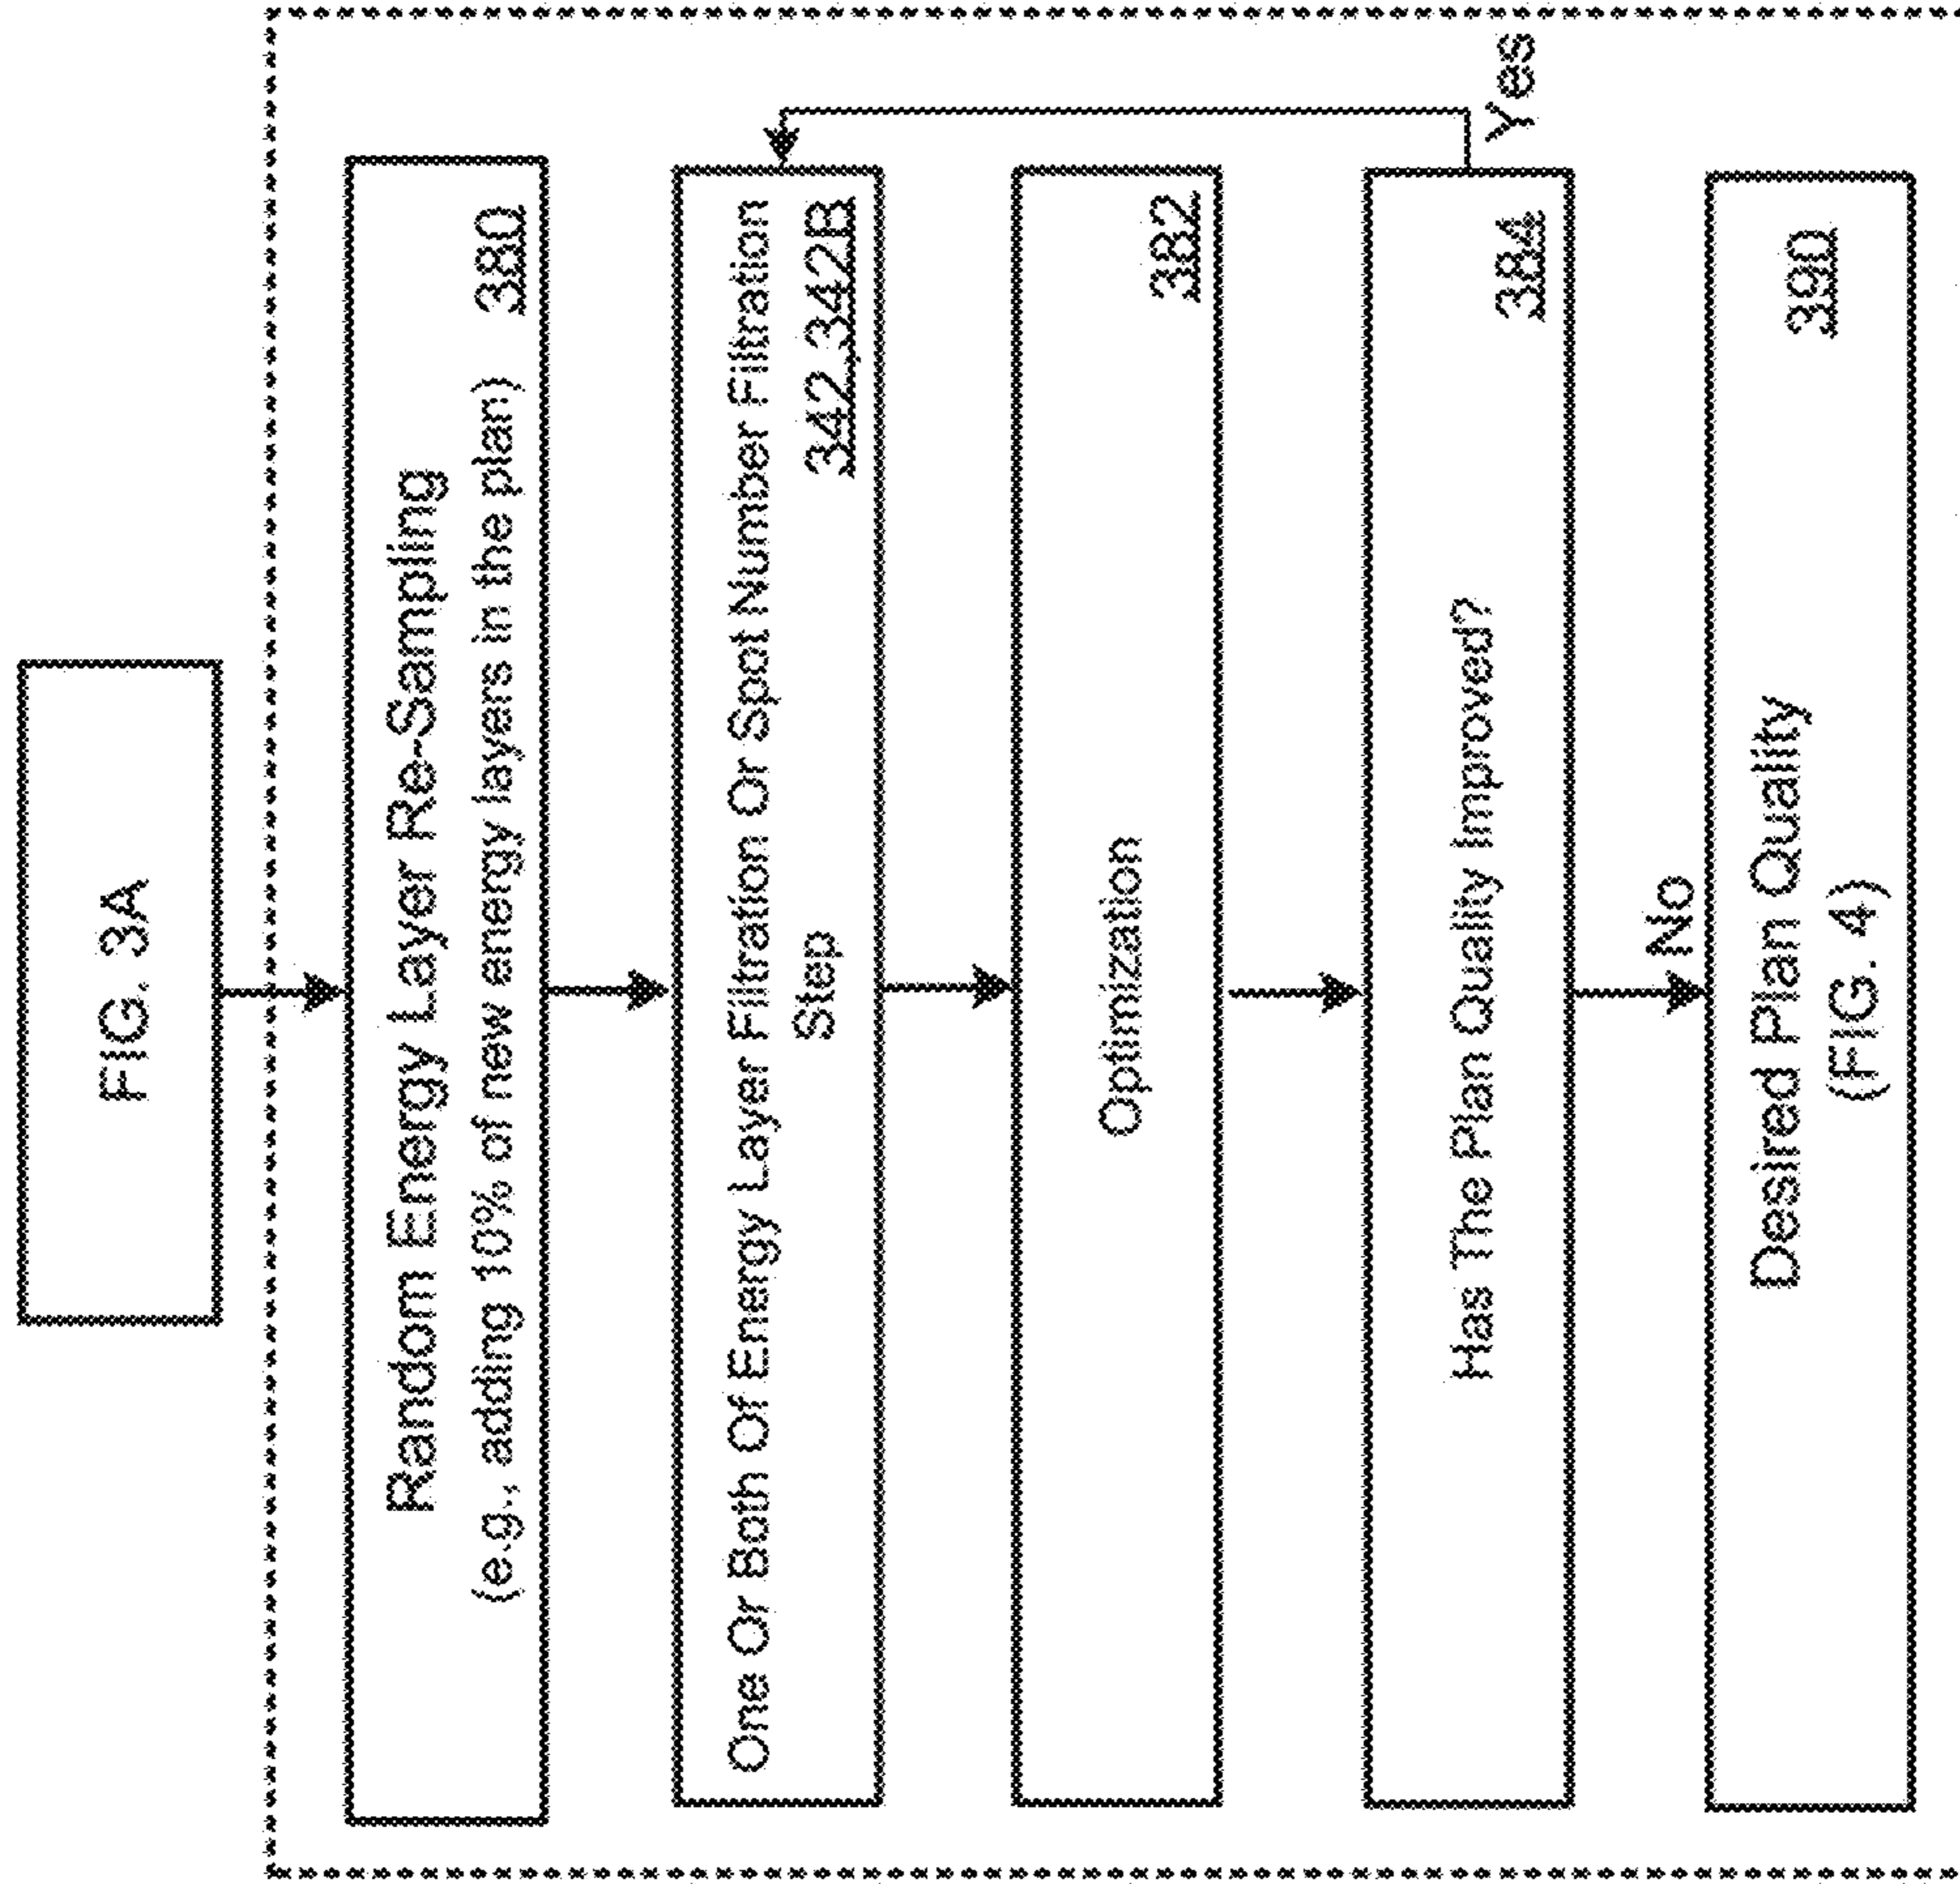 FIG. 3A
Random Energy Layer Re-Sampling
(e.g., adding 10% of new energy layers in the plan) 380
One Or Both Of Energy Layer Filtration Or Spot Number Filtration
Step
342,342B
Optimization
382
Has The Plan Quality Improved?
384
Yes
No
Desired Plan Quality
390
(FIG. 4)